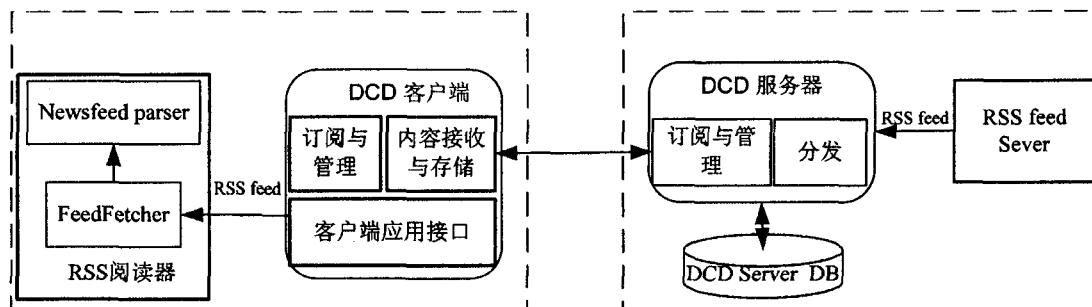 Newsfeed parser
FeedFetcher
RSS阅读器
RSS feed
DCD 客户端
订阅与
管理
内容接收
与存储
客户端应用接口
DCD 服务器
订阅与管
理
分发
DCD Server DB
RSS feed
RSS feed
Sever